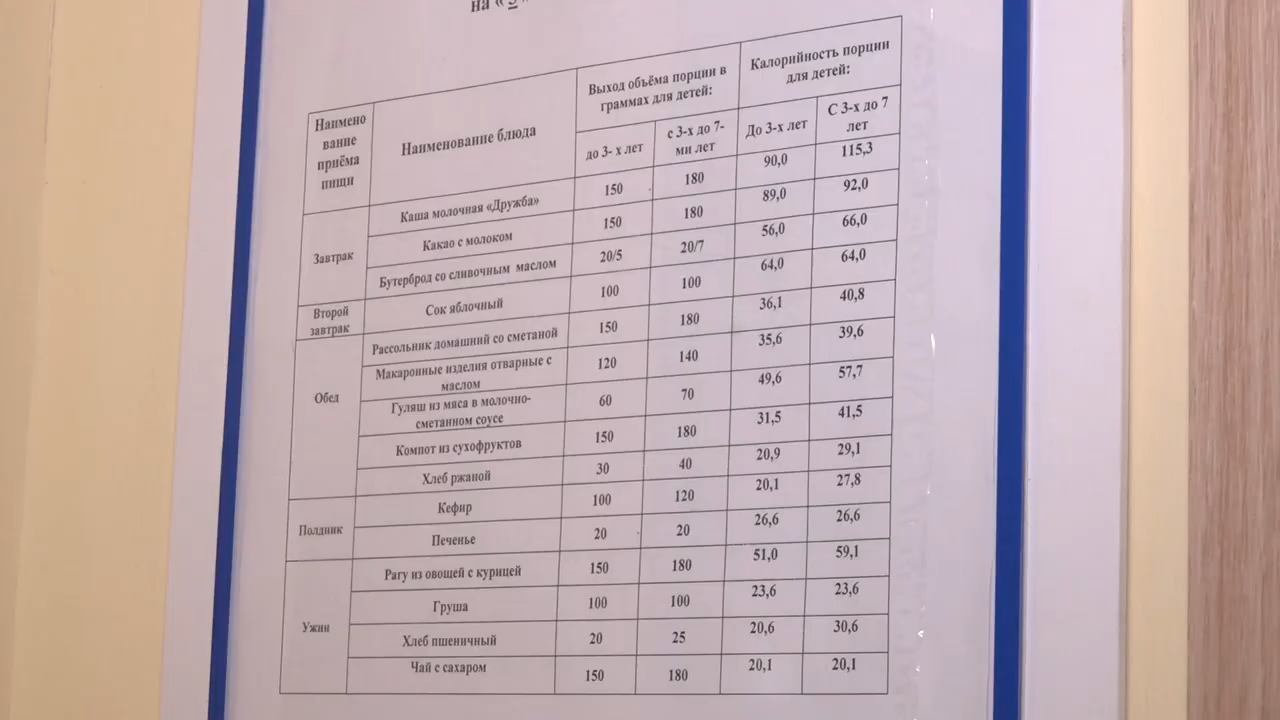 на « 5 »
Наимено
вание
приёма
пищи
Наименование блюда
Выход объёма порции в
граммах для детей:
Калорийность порции
для детей:
до 3- х лет
с 3-х до 7-
ми лет
До 3-х лет
С 3-х до 7
лет
Завтрак
Каша молочная «Дружба»
150
180
90,0
115,3
Какао с молоком
150
180
89,0
92,0
Бутерброд со сливочным маслом
20/5
20/7
56,0
66,0
Второй
завтрак
Сок яблочный
100
100
64,0
64,0
Обед
Рассольник домашний со сметаной
150
180
36,1
40,8
Макаронные изделия отварные с
маслом
120
140
35,6
39,6
Гуляш из мяса в молочно-
сметанном соусе
60
70
49,6
57,7
Компот из сухофруктов
150
180
31,5
41,5
Хлеб ржаной
30
40
20,9
29,1
Полдник
Кефир
100
120
20,1
27,8
Печенье
20
20
26,6
26,6
Ужин
Рагу из овощей с курицей
150
180
51,0
59,1
Груша
100
100
23,6
23,6
Хлеб пшеничный
20
25
20,6
30,6
Чай с сахаром
150
180
20,1
20,1